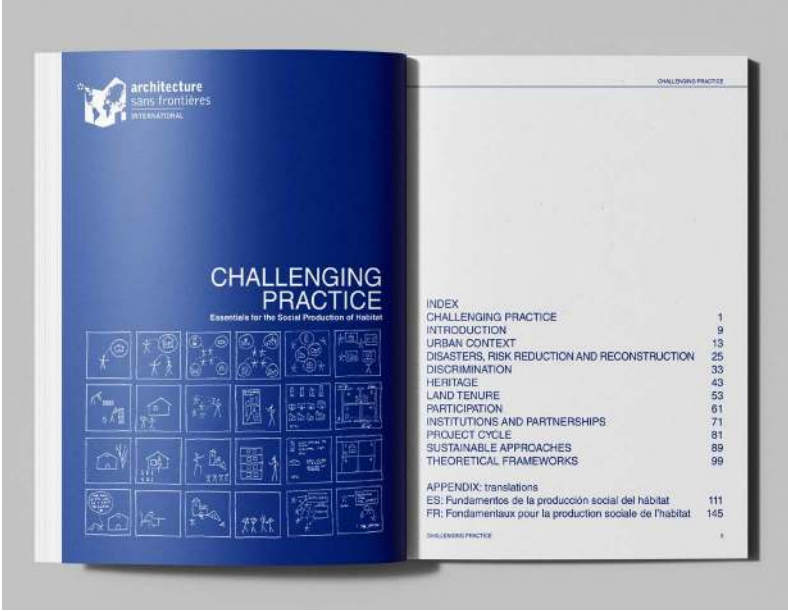 architecture
sans frontières
INTERNATIONAL
CHALLENGING
PRACTICE
Essentials for the Social Production of Habitat
CHALLENGING PRACTICE
INDEX
CHALLENGING PRACTICE 1
INTRODUCTION 9
URBAN CONTEXT 13
DISASTERS, RISK REDUCTION AND RECONSTRUCTION 25
DISCRIMINATION 33
HERITAGE 43
LAND TENURE 53
PARTICIPATION 61
INSTITUTIONS AND PARTNERSHIPS 71
PROJECT CYCLE 81
SUSTAINABLE APPROACHES 89
THEORETICAL FRAMEWORKS 99
APPENDIX: translations
ES: Fundamentos de la producción social del hábitat 111
FR: Fondamentaux pour la production sociale de l'habitat 145
CHALLENGING PRACTICE